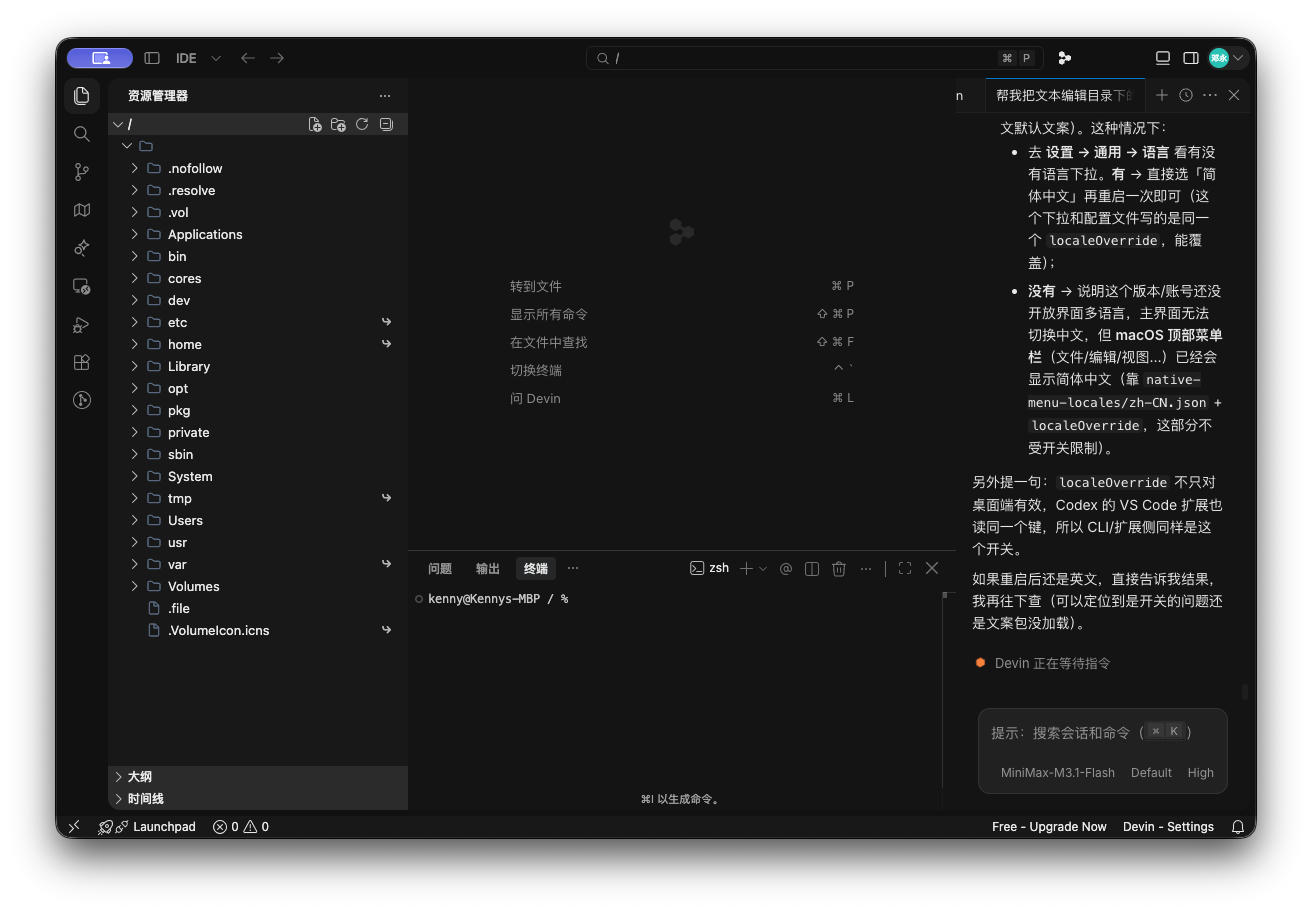 IDE
/
⌘ P
邓永
资源管理器
/
.nofollow
.resolve
.vol
Applications
bin
cores
dev
etc
home
Library
opt
pkg
private
sbin
System
tmp
Users
usr
var
Volumes
.file
.VolumeIcon.icns
大纲
时间线
转到文件 ⌘ P
显示所有命令 ⇧ ⌘ P
在文件中查找 ⇧ ⌘ F
切换终端 ^ `
问 Devin ⌘ L
问题 输出 终端 ··· zsh
kenny@Kennys-MBP / %
⌘I 以生成命令。
n 帮我把文本编辑目录下的
文默认文案)。这种情况下:
• 去 设置 → 通用 → 语言 看有没
有语言下拉。有 → 直接选「简
体中文」再重启一次即可(这
个下拉和配置文件写的是同一
个 localeOverride,能覆
盖);
• 没有 → 说明这个版本/账号还没
开放界面多语言,主界面无法
切换中文,但 macOS 顶部菜单
栏(文件/编辑/视图…)已经会
显示简体中文(靠 native-
menu-locales/zh-CN.json +
localeOverride,这部分不
受开关限制)。
另外提一句:localeOverride 不只对
桌面端有效,Codex 的 VS Code 扩展也
读同一个键,所以 CLI/扩展侧同样是这
个开关。
如果重启后还是英文,直接告诉我结果,
我再往下查(可以定位到是开关的问题还
是文案包没加载)。
Devin 正在等待指令
提示:搜索会话和命令(⌘ K)
MiniMax-M3.1-Flash Default High
Launchpad 0 0
Free - Upgrade Now Devin - Settings